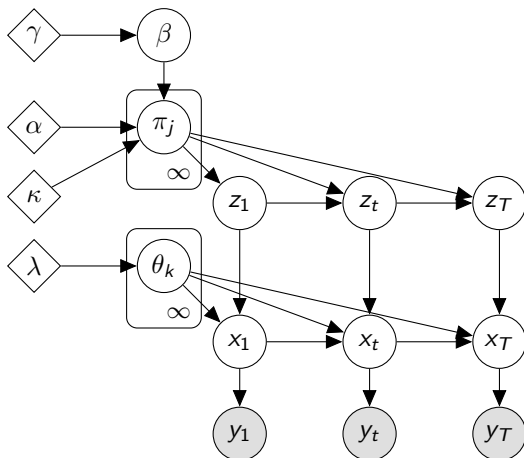 γ β
α π_j
∞
κ z_1 z_t z_T
λ θ_k
∞
x_1 x_t x_T
y_1 y_t y_T